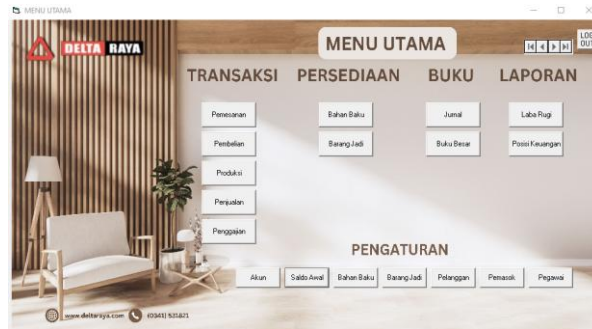 MENU UTAMA
DELTA RAYA
MENU UTAMA
LOG
OUT
TRANSAKSI PERSEDIAAN BUKU LAPORAN
Pemesanan Bahan Baku Jurnal Laba Rugi
Pembelian Barang Jadi Buku Besar Posisi Keuangan
Produksi
Penjualan
Penggajian
PENGATURAN
Akun Saldo Awal Bahan Baku Barang Jadi Pelanggan Pemasok Pegawai
www.deltaraya.com (0341) 531821